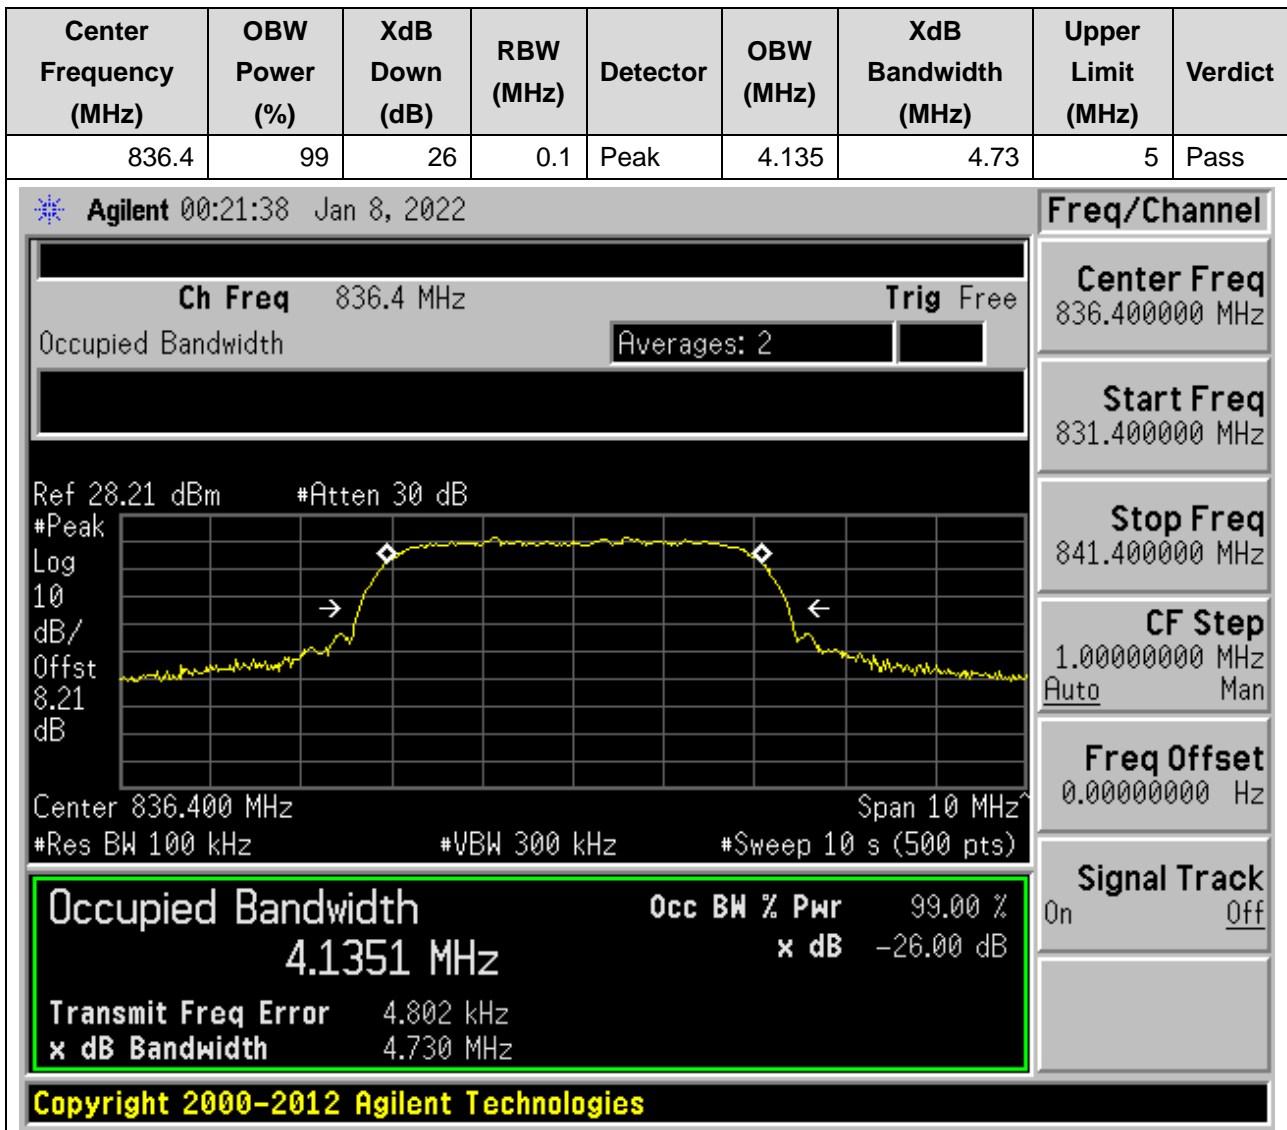 Center Frequency (MHz) OBW Power (%) XdB Down (dB) RBW (MHz) Detector OBW (MHz) XdB Bandwidth (MHz) Upper Limit (MHz) Verdict
836.4 99 26 0.1 Peak 4.135 4.73 5 Pass
Agilent 00:21:38 Jan 8, 2022 Freq/Channel
Ch Freq 836.4 MHz Trig Free
Occupied Bandwidth Averages: 2
Center Freq
836.400000 MHz
Start Freq
831.400000 MHz
Stop Freq
841.400000 MHz
CF Step
1.00000000 MHz
Auto Man
Freq Offset
0.00000000 Hz
Signal Track
On Off
Ref 28.21 dBm #Atten 30 dB
#Peak
Log
10
dB/
Offst
8.21
dB
Center 836.400 MHz Span 10 MHz^
#Res BW 100 kHz #VBW 300 kHz #Sweep 10 s (500 pts)
Occupied Bandwidth Occ BW % Pwr 99.00 %
4.1351 MHz x dB -26.00 dB
Transmit Freq Error 4.802 kHz
x dB Bandwidth 4.730 MHz
Copyright 2000-2012 Agilent Technologies